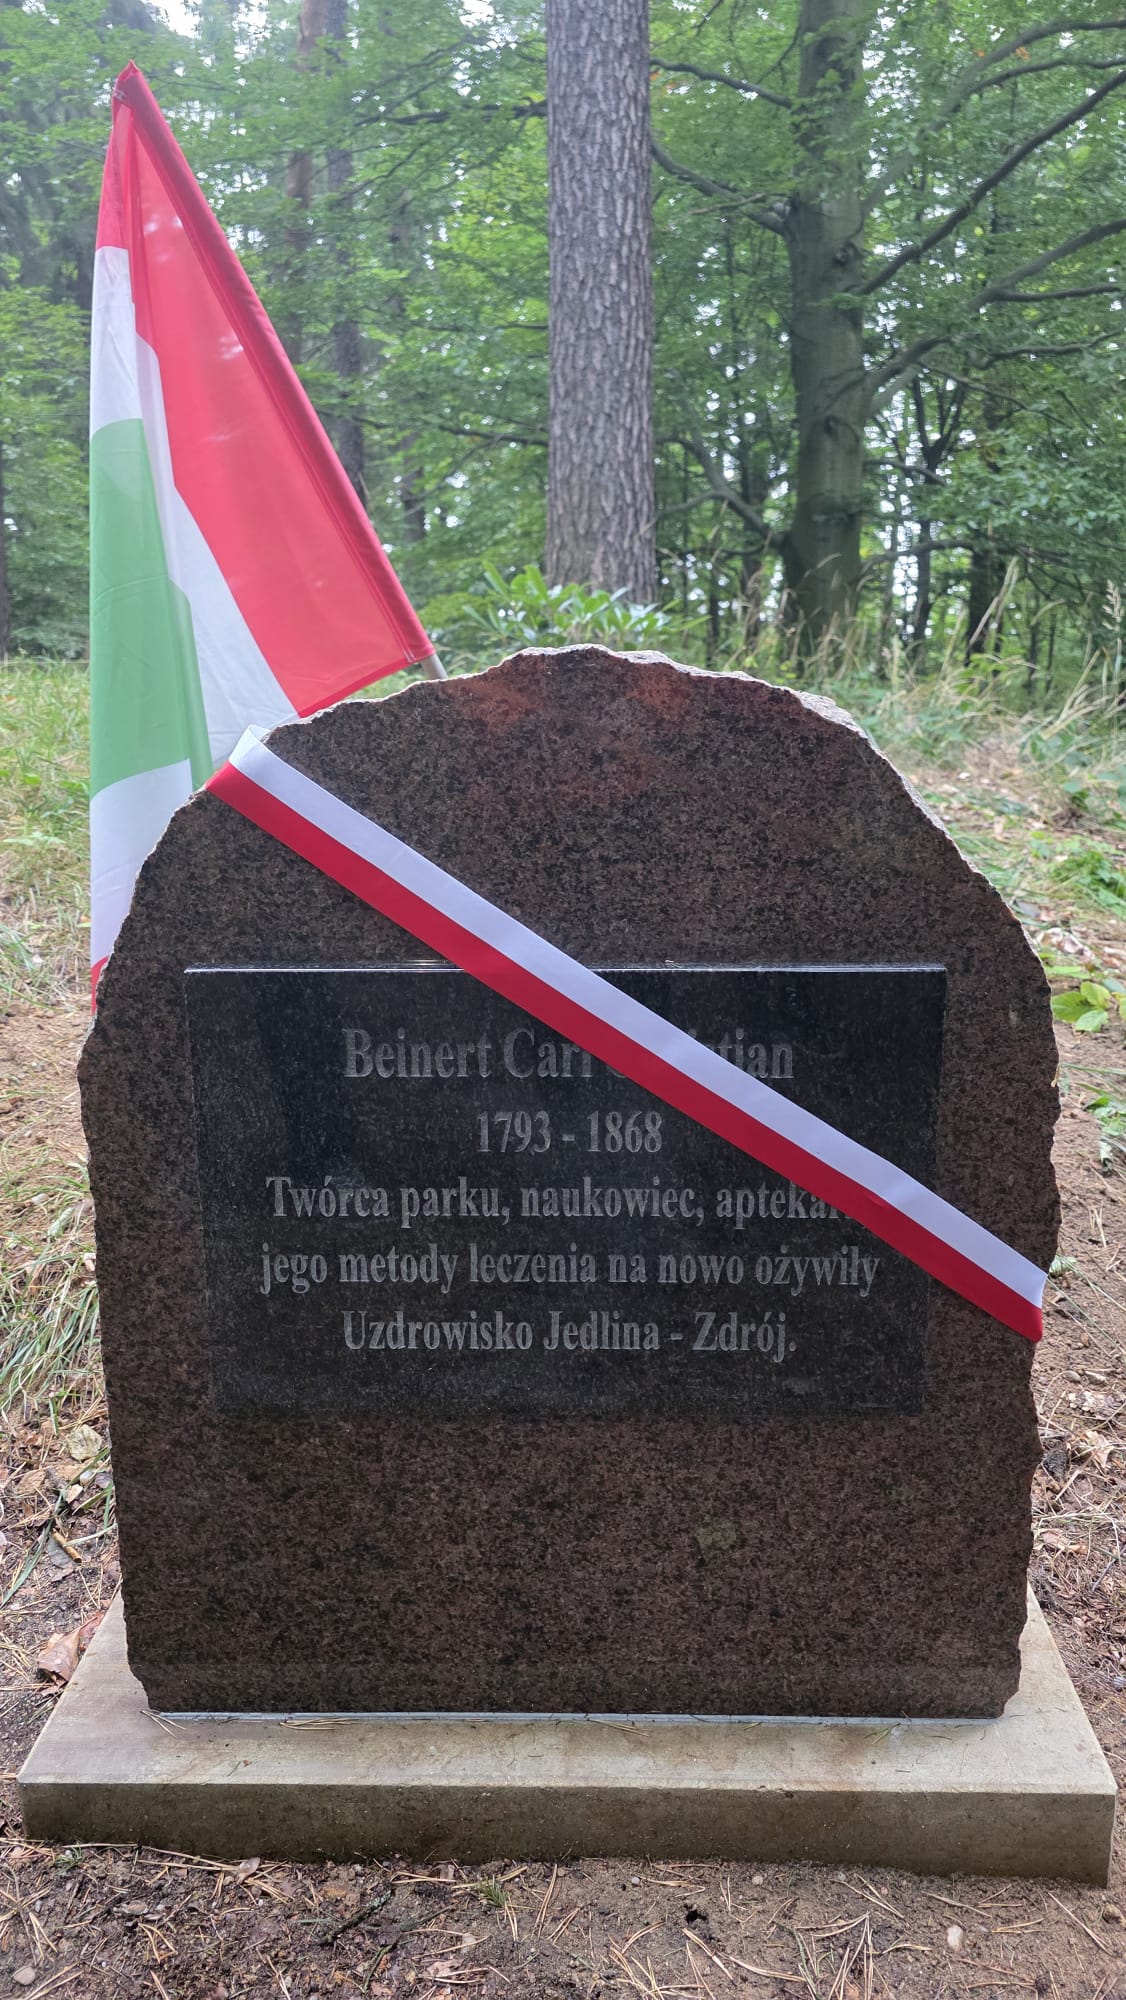 Beinert Carl
1793 - 1868
Twórca parku, naukowiec,
jego metody leczenia na nowo ożywiły
Uzdrowisko Jedlina - Zdrój.